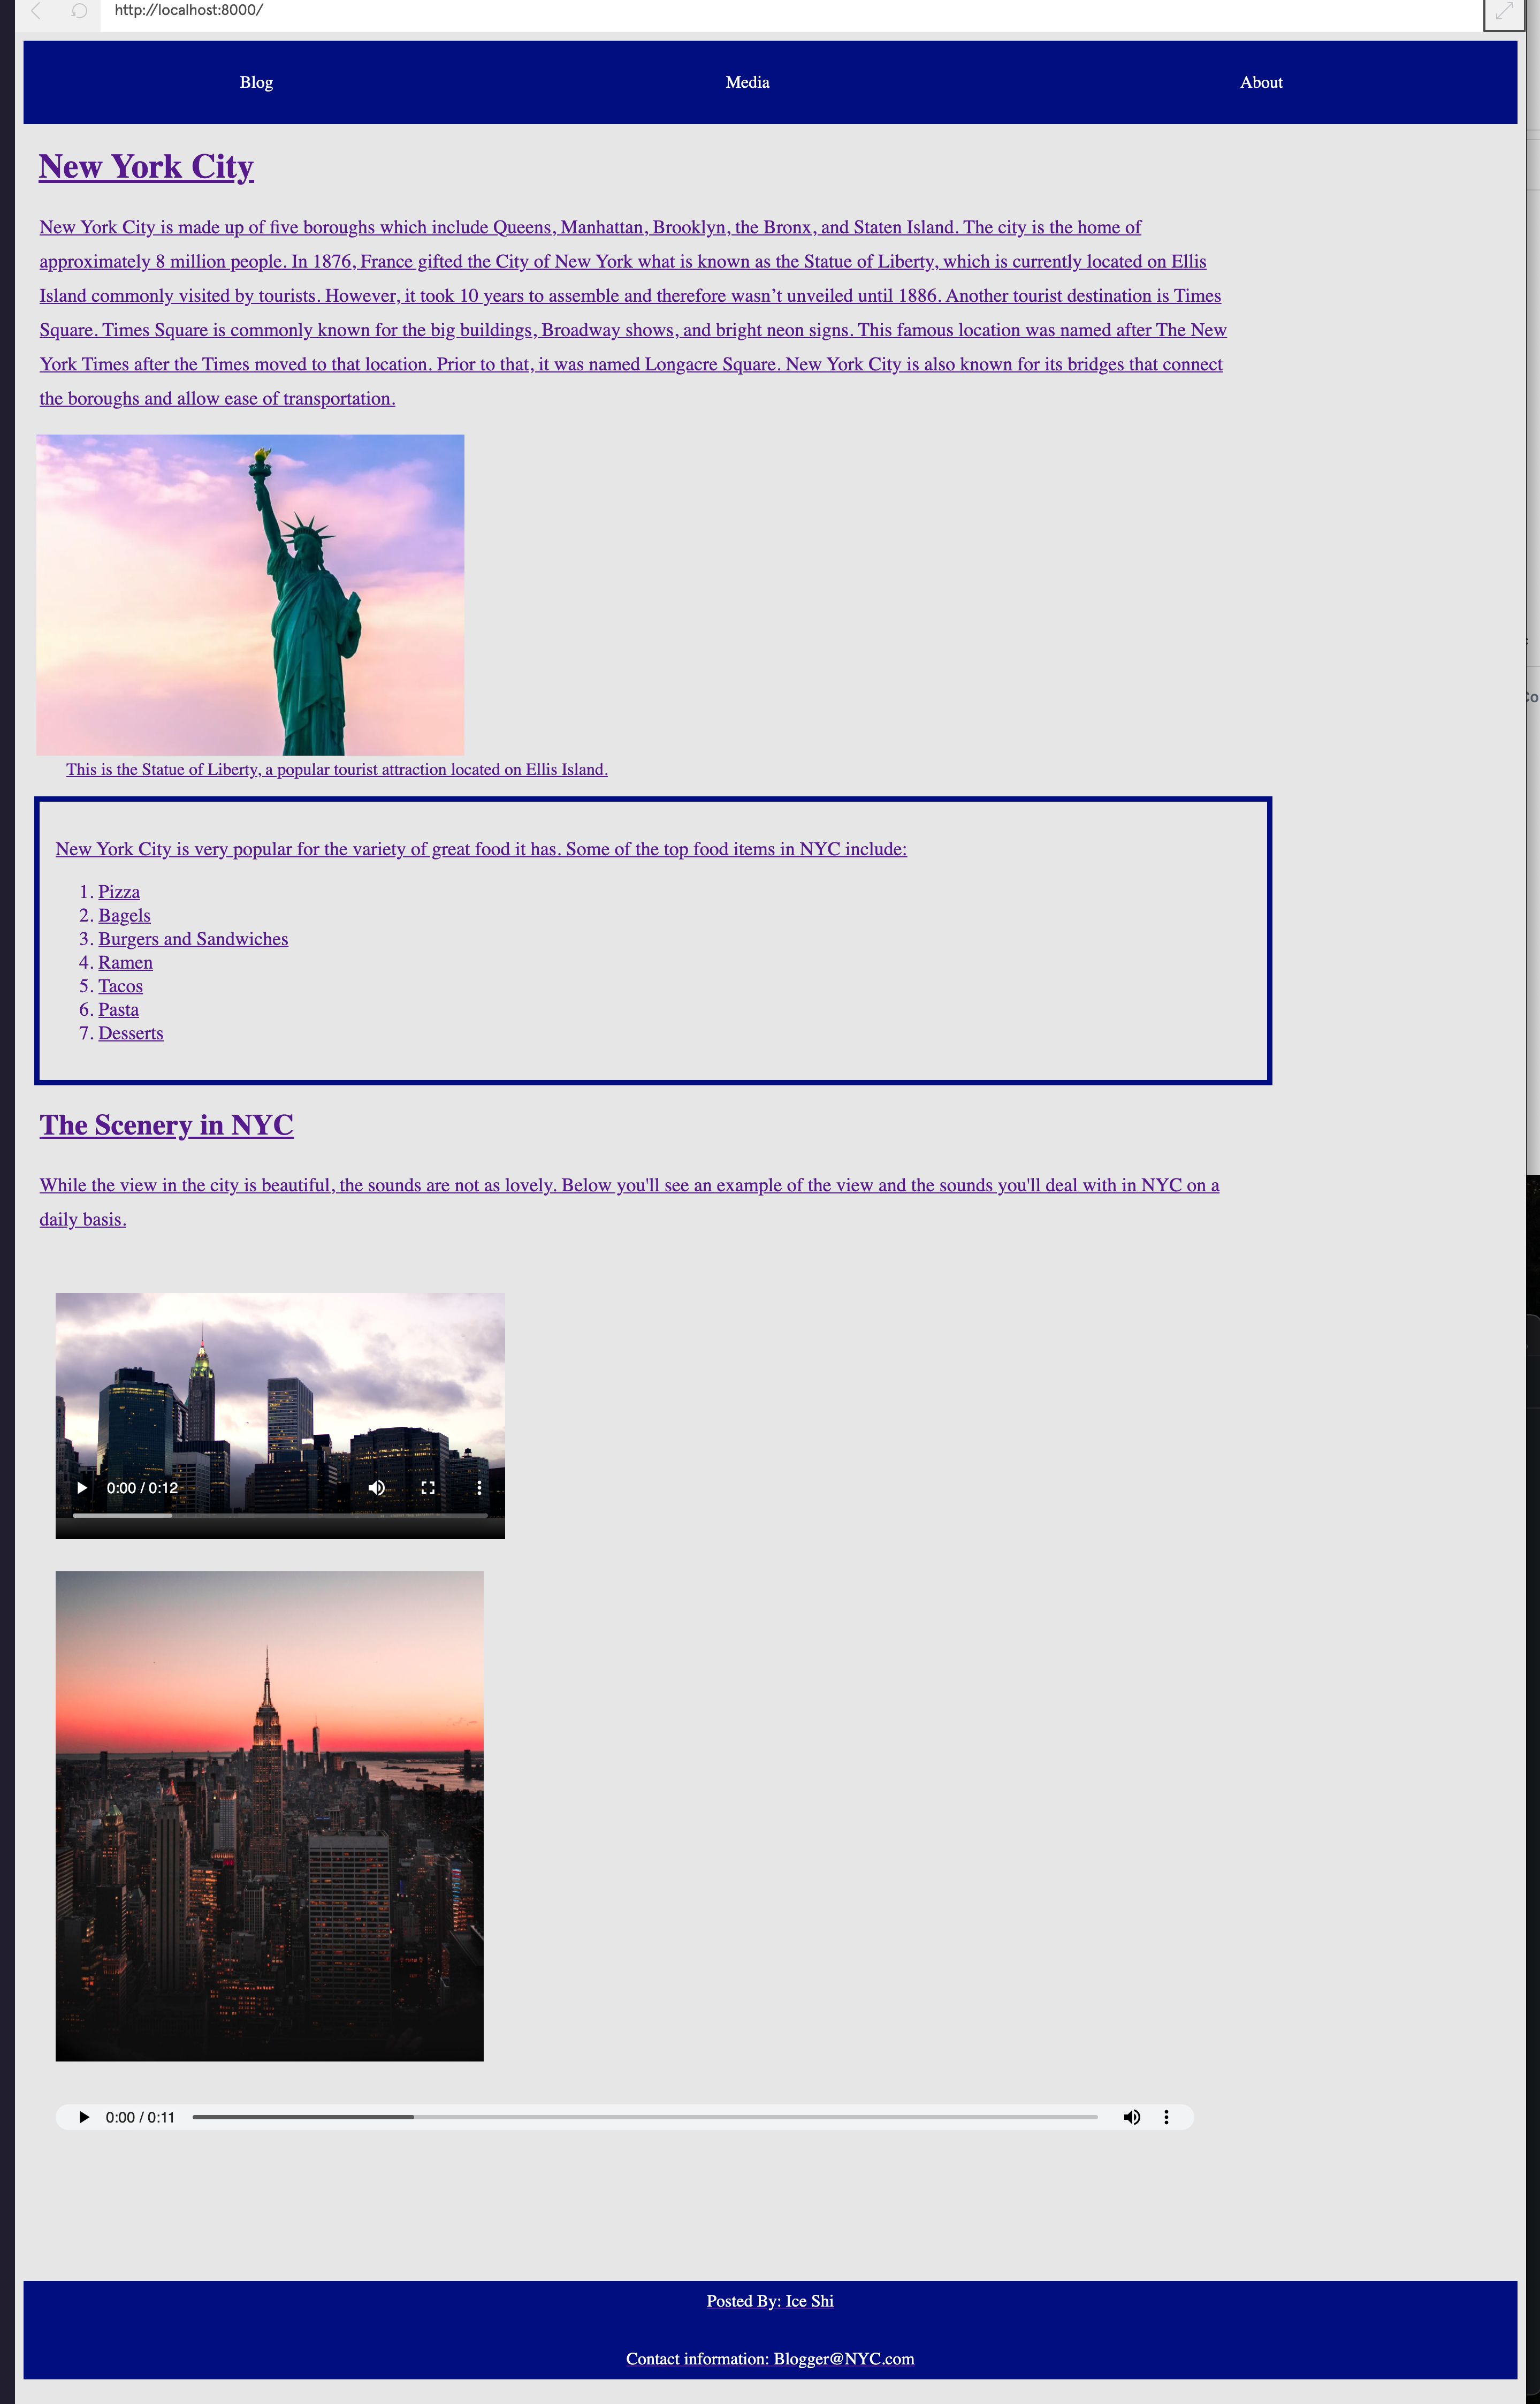 http://localhost:8000/
Blog Media About
New York City
New York City is made up of five boroughs which include Queens, Manhattan, Brooklyn, the Bronx, and Staten Island. The city is the home of
approximately 8 million people. In 1876, France gifted the City of New York what is known as the Statue of Liberty, which is currently located on Ellis
Island commonly visited by tourists. However, it took 10 years to assemble and therefore wasn’t unveiled until 1886. Another tourist destination is Times
Square. Times Square is commonly known for the big buildings, Broadway shows, and bright neon signs. This famous location was named after The New
York Times after the Times moved to that location. Prior to that, it was named Longacre Square. New York City is also known for its bridges that connect
the boroughs and allow ease of transportation.
This is the Statue of Liberty, a popular tourist attraction located on Ellis Island.
New York City is very popular for the variety of great food it has. Some of the top food items in NYC include:
1. Pizza
2. Bagels
3. Burgers and Sandwiches
4. Ramen
5. Tacos
6. Pasta
7. Desserts
The Scenery in NYC
While the view in the city is beautiful, the sounds are not as lovely. Below you'll see an example of the view and the sounds you'll deal with in NYC on a
daily basis.
0:00 / 0:12
0:00 / 0:11
Posted By: Ice Shi
Contact information: Blogger@NYC.com